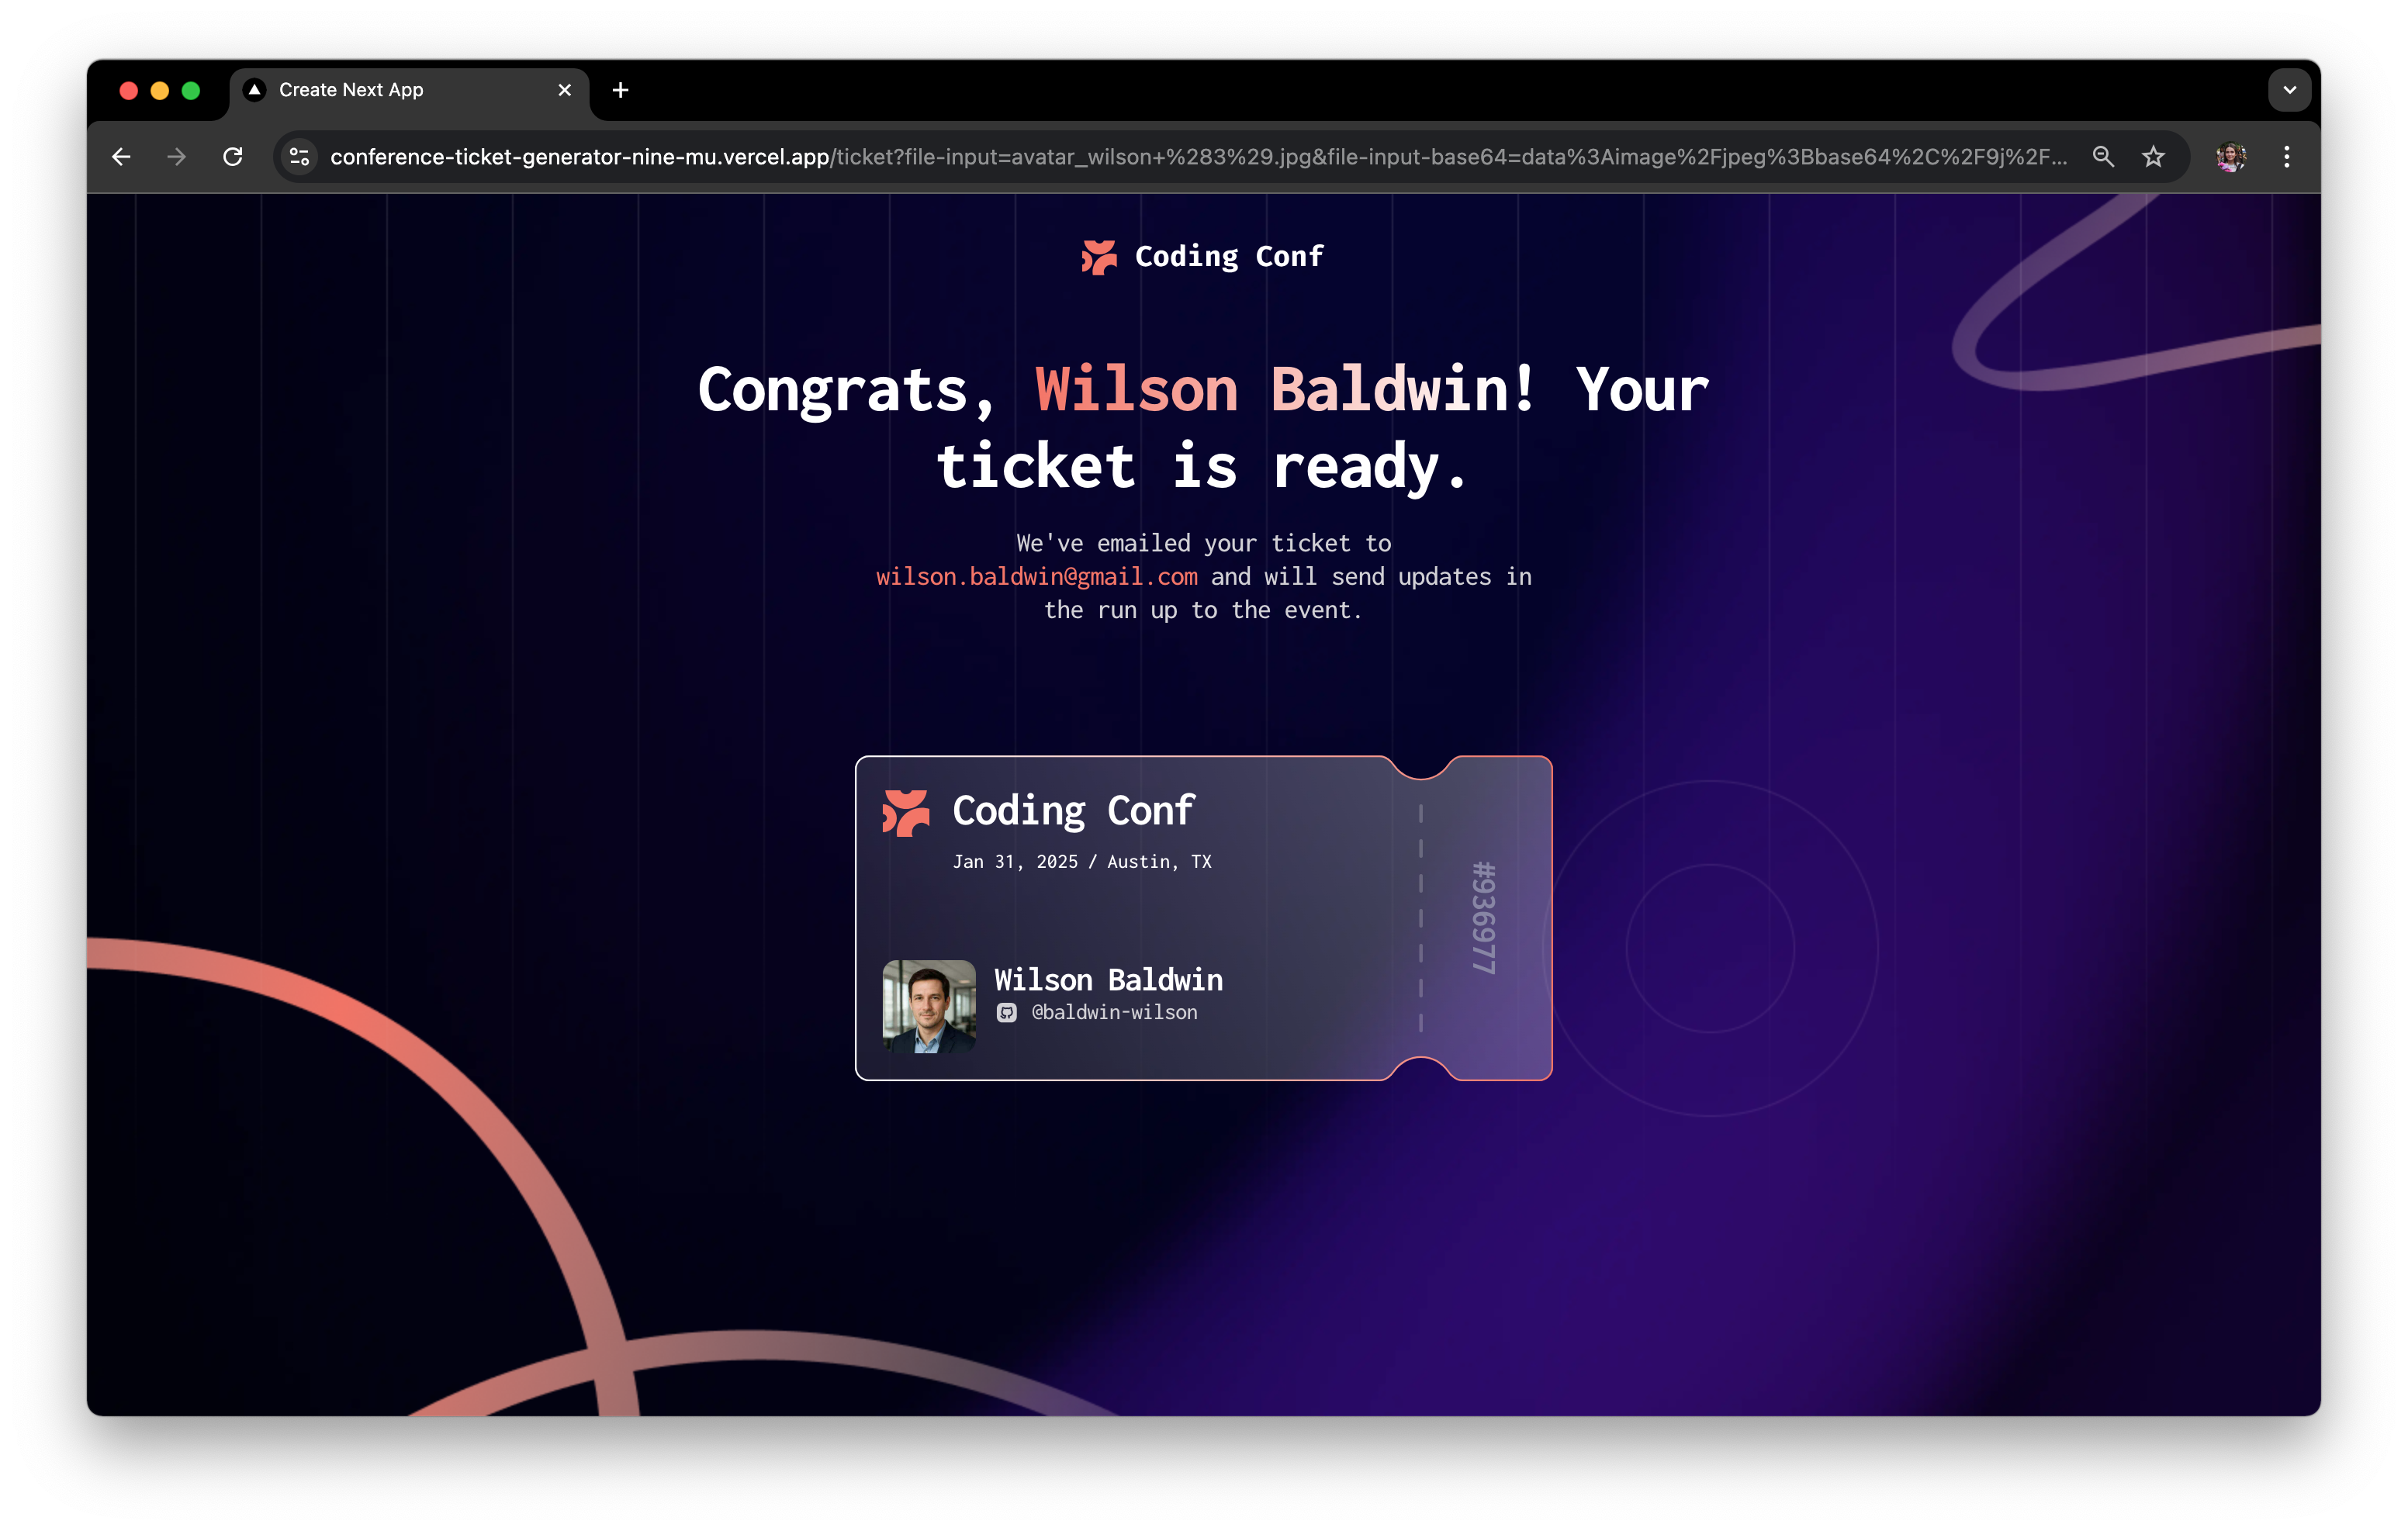 Create Next App
conference-ticket-generator-nine-mu.vercel.app/ticket?file-input=avatar_wilson+%283%29.jpg&file-input-base64=data%3Aimage%2Fjpeg%3Bbase64%2C%2F9j%2F...
Coding Conf
Congrats, Wilson Baldwin! Your
ticket is ready.
We've emailed your ticket to
wilson.baldwin@gmail.com and will send updates in
the run up to the event.
Coding Conf
Jan 31, 2025 / Austin, TX
#936977
Wilson Baldwin
@baldwin-wilson